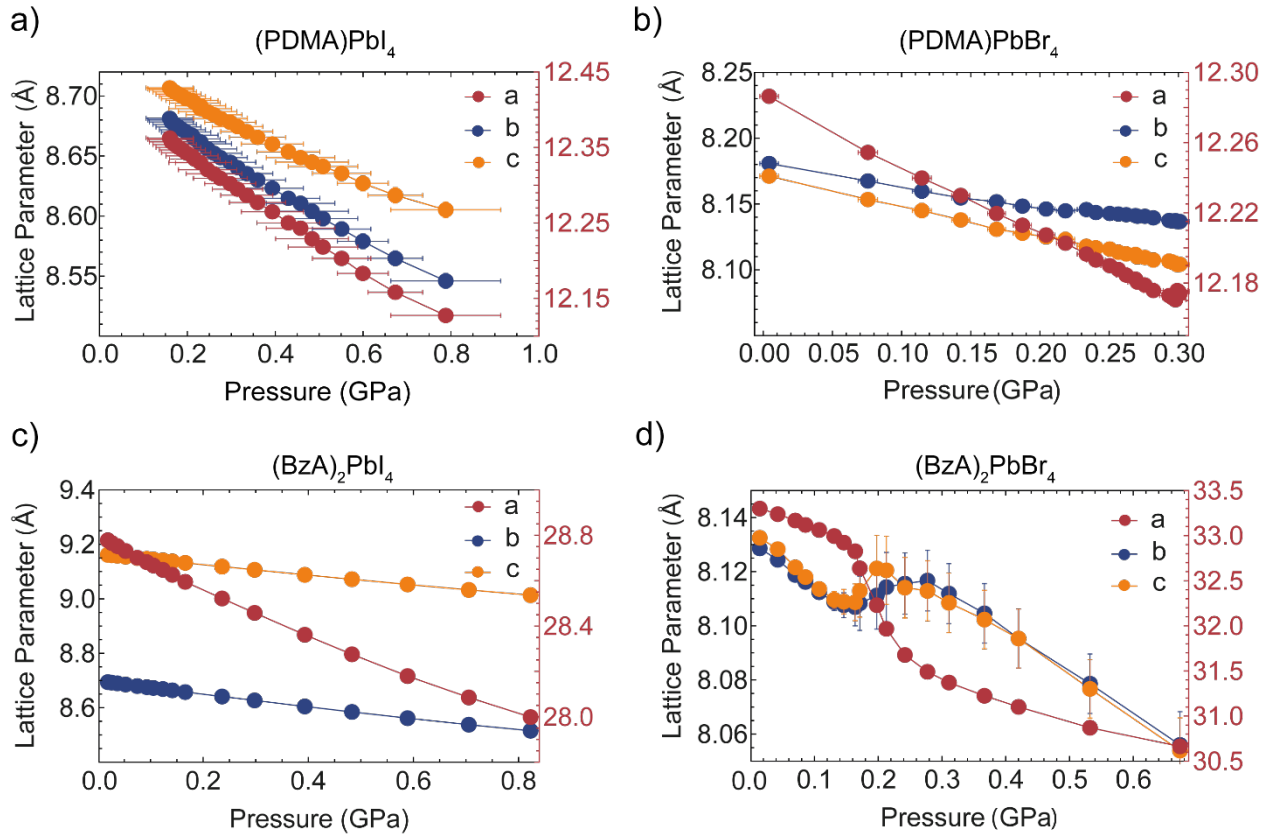 a)
(PDMA)PbI₄
Lattice Parameter (Å)
8.70
8.65
8.60
8.55
12.45
12.35
12.25
12.15
a
b
c
0.0 0.2 0.4 0.6 0.8 1.0
Pressure (GPa)
b)
(PDMA)PbBr₄
Lattice Parameter (Å)
8.25
8.20
8.15
8.10
12.30
12.26
12.22
12.18
a
b
c
0.00 0.05 0.10 0.15 0.20 0.25 0.30
Pressure (GPa)
c)
(BzA)₂PbI₄
Lattice Parameter (Å)
9.4
9.2
9.0
8.8
8.6
28.8
28.4
28.0
a
b
c
0.0 0.2 0.4 0.6 0.8
Pressure (GPa)
d)
(BzA)₂PbBr₄
Lattice Parameter (Å)
8.14
8.12
8.10
8.08
8.06
33.5
33.0
32.5
32.0
31.5
31.0
30.5
a
b
c
0.0 0.1 0.2 0.3 0.4 0.5 0.6
Pressure (GPa)